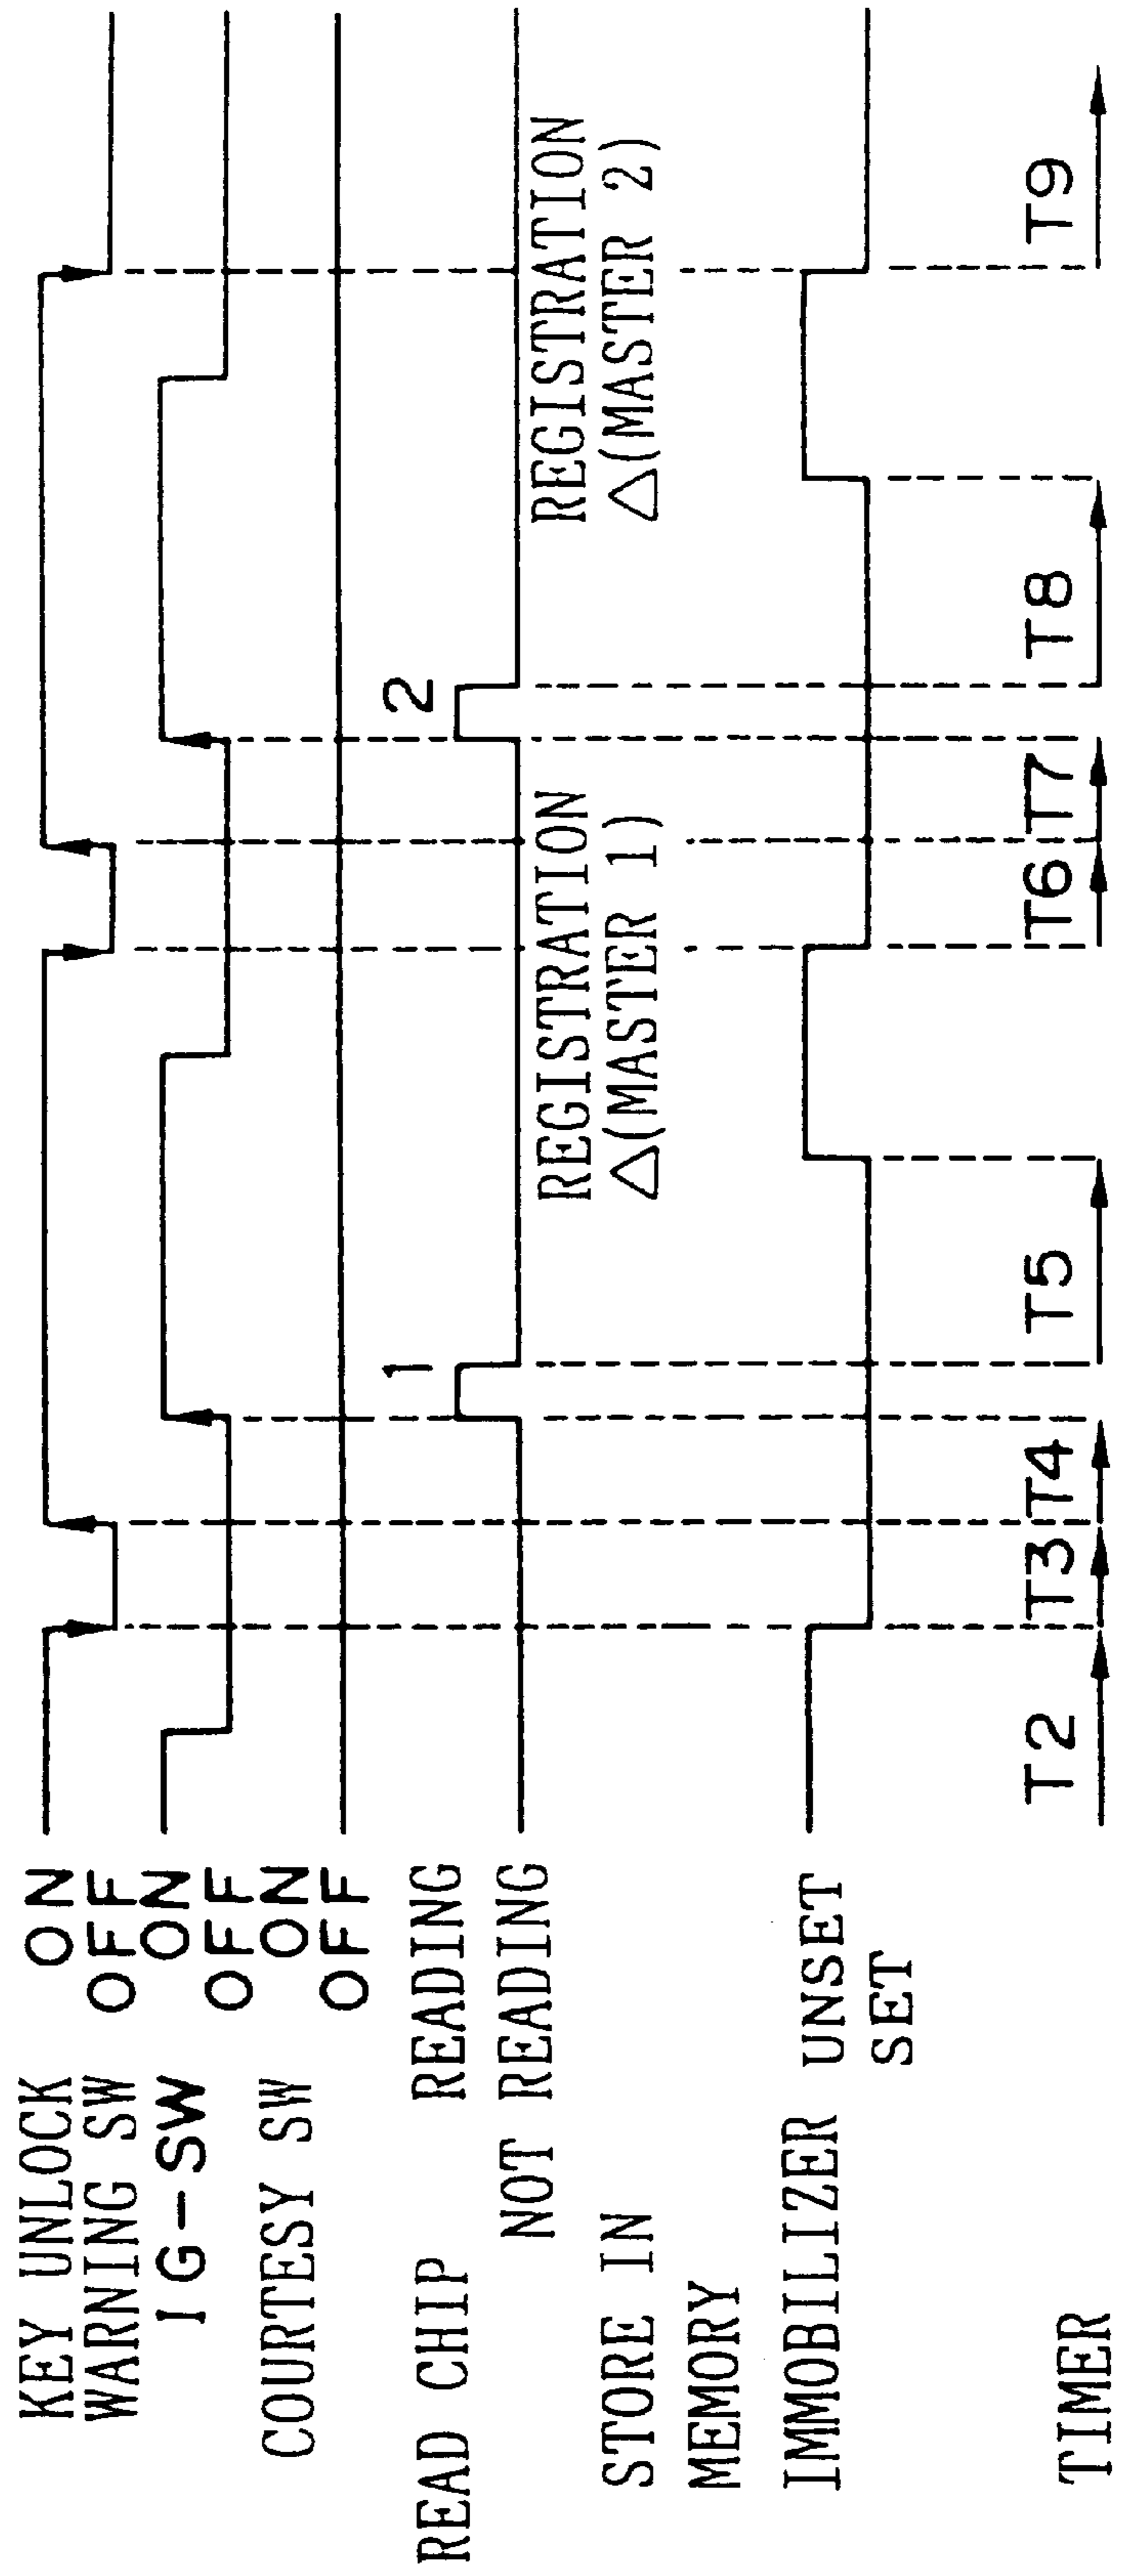 KEY UNLOCK ON
WARNING SW OFF
IG-SW ON
OFF
COURTESY SW ON
OFF
READ CHIP READING
NOT READING
1
2
STORE IN
MEMORY
REGISTRATION
△(MASTER 1)
REGISTRATION
△(MASTER 2)
IMMOBILIZER UNSET
SET
TIMER
T2 T3 T4 T5 T6 T7 T8 T9